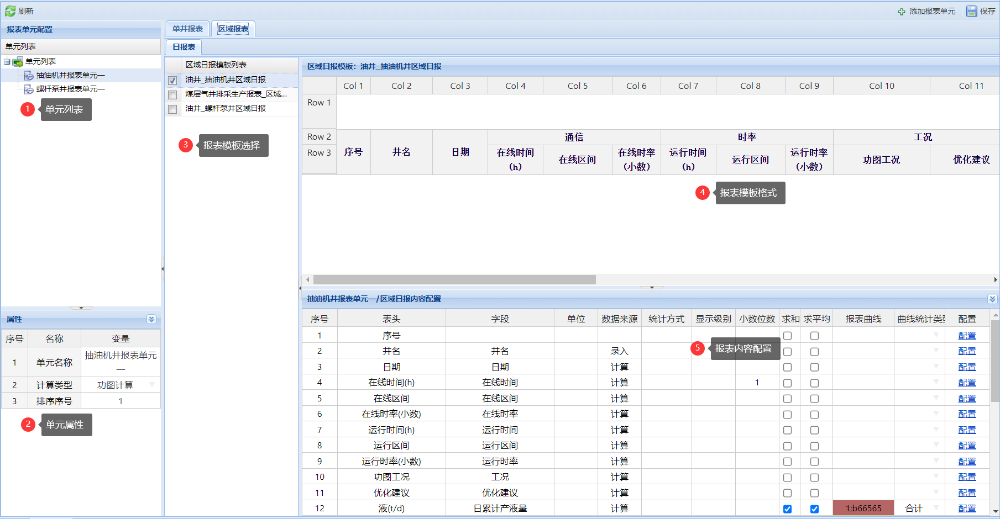 刷新
添加报表单元
保存
报表单元配置
单元列表
单元列表
抽油机井报表单元一
螺杆泵井报表单元一
1 单元列表
属性
序号 名称 变量
1 单元名称 抽油机井报表单元一
2 计算类型 功图计算
3 排序序号 1
2 单元属性
单井报表 区域报表
日报表
区域日报模板列表
油井_抽油机井区域日报
煤层气井排采生产报表_区域...
油井_螺杆泵井区域日报
3 报表模板选择
区域日报模板：油井_抽油机井区域日报
Col 1 Col 2 Col 3 Col 4 Col 5 Col 6 Col 7 Col 8 Col 9 Col 10 Col 11
Row 1
Row 2 通信 时率 工况
Row 3 序号 井名 日期 在线时间(h) 在线区间 在线时率(小数) 运行时间(h) 运行区间 运行时率(小数) 功图工况 优化建议
4 报表模板格式
抽油机井报表单元一/区域日报内容配置
序号 表头 字段 单位 数据来源 统计方式 显示级别 小数位数 求和 求平均 报表曲线 曲线统计类 配置
1 序号 配置
2 井名 井名 录入 配置
5 报表内容配置
3 日期 日期 计算 配置
4 在线时间(h) 在线时间 计算 1 配置
5 在线区间 在线区间 计算 配置
6 在线时率(小数) 在线时率 计算 配置
7 运行时间(h) 运行时间 计算 配置
8 运行区间 运行区间 计算 配置
9 运行时率(小数) 运行时率 计算 配置
10 功图工况 工况 计算 配置
11 优化建议 优化建议 计算 配置
12 液(t/d) 日累计产液量 计算 1;b66565 合计 配置